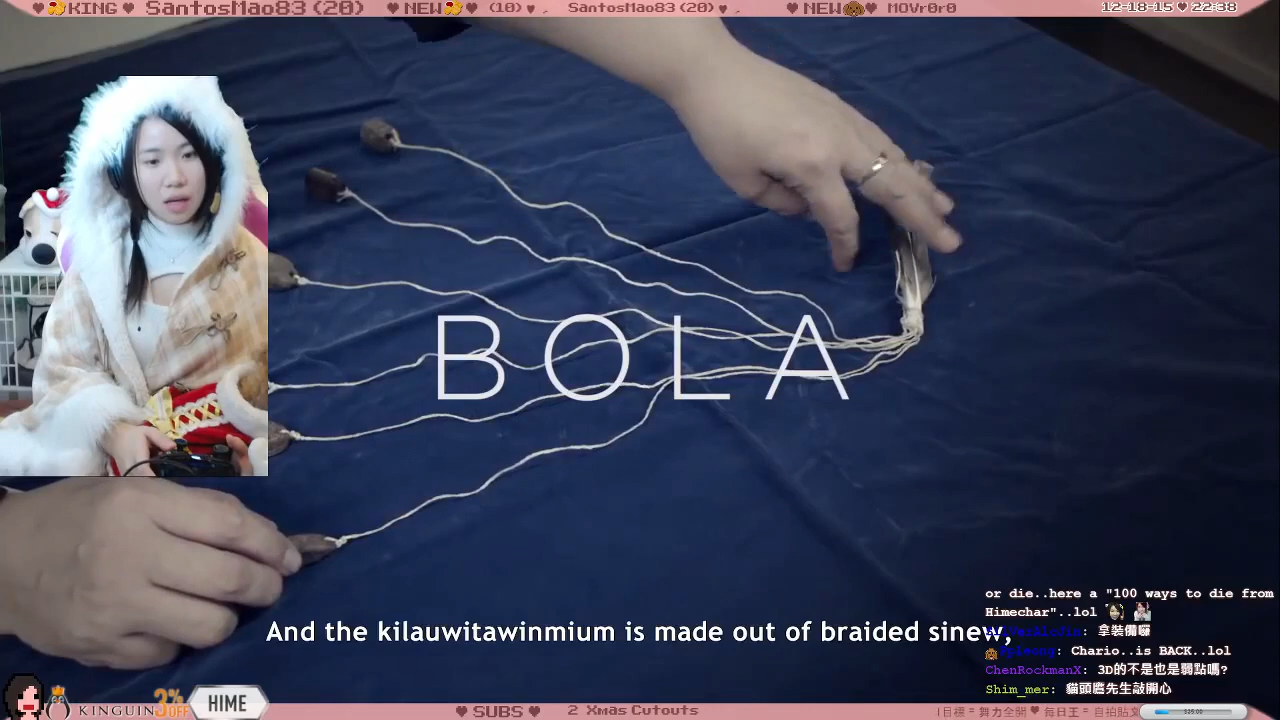 ♥KING♥ SantosMao83 (20) ♥NEW♥ (10) ♥ SantosMao83 (20) ♥ ♥NEW♥ MOVr0r0
12-18-15 ♥ 22:38
BOLA
And the kilauwitawinmium is made out of braided sinew,
or die..here a "100 ways to die from
Himechar"..lol
拿裝備囉
Chario..is BACK..lol
ChenRockmanX: 3D的不是也是弱點嗎?
Shim_mer: 貓頭鷹先生敲開心
KINGUIN 3% OFF HIME
♥SUBS♥ 2 Xmas Cutouts